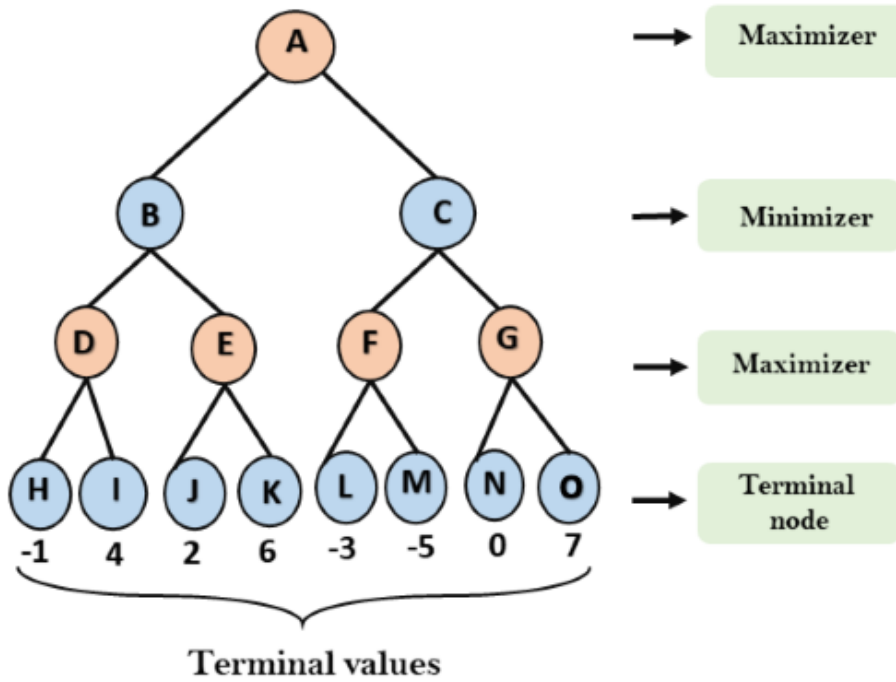 A
Maximizer
B
C
Minimizer
D
E
F
G
Maximizer
H
I
J
K
L
M
N
O
Terminal
node
-1
4
2
6
-3
-5
0
7
Terminal values